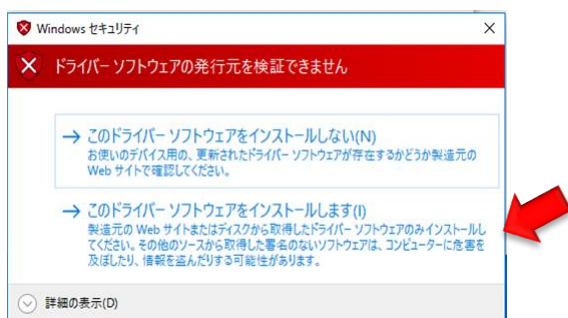 Windows セキュリティ
ドライバー ソフトウェアの発行元を検証できません
→ このドライバー ソフトウェアをインストールしない(N)
お使いのデバイス用の、更新されたドライバー ソフトウェアが存在するかどうか製造元の
Web サイトで確認してください。
→ このドライバー ソフトウェアをインストールします(I)
製造元の Web サイトまたはディスクから取得したドライバー ソフトウェアのみインストールし
てください。その他のソースから取得した署名のないソフトウェアは、コンピューターに危害を
及ぼしたり、情報を盗んだりする可能性があります。
詳細の表示(D)